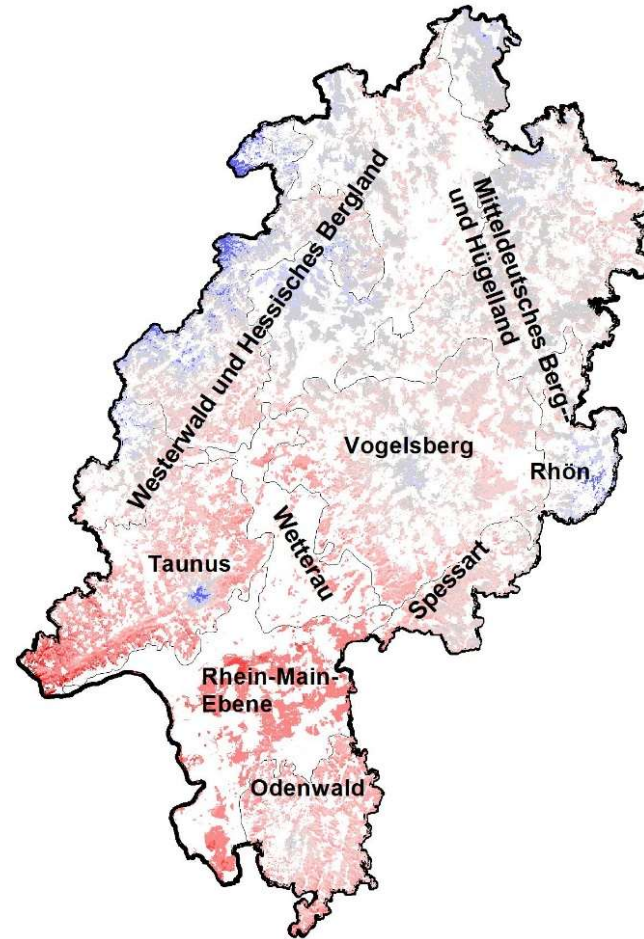 Westerwald und Hessisches Bergland
Mitteldeutsches Berg-
und Hügelland
Vogelsberg
Rhön
Wetterau
Taunus
Spessart
Rhein-Main-
Ebene
Odenwald